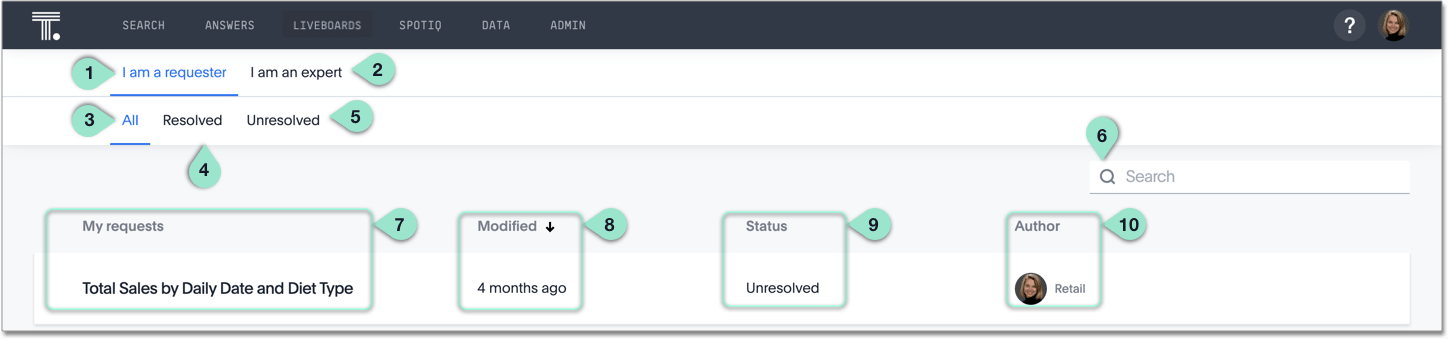 T. SEARCH ANSWERS LIVEBOARDS SPOTIQ DATA ADMIN ?
1 I am a requester I am an expert 2
3 All Resolved Unresolved 5
4
6
Search
My requests 7 Modified ↓ 8 Status 9 Author 10
Total Sales by Daily Date and Diet Type 4 months ago Unresolved Retail